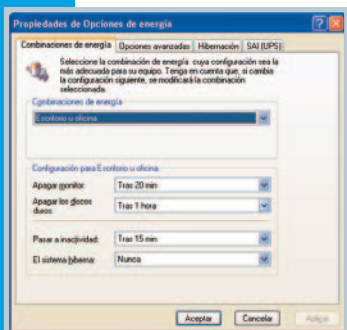 Propiedades de Opciones de energía
Combinaciones de energía
Opciones avanzadas
Hibernación
SAI (UPS)
Seleccione la combinación de energía cuya configuración sea la
más adecuada para su equipo. Tenga en cuenta que, si cambia
la configuración siguiente, se modificará la combinación
seleccionada.
Combinaciones de energía
Escritorio u oficina
Configuración para Escritorio u oficina
Apagar monitor: Tras 20 min
Apagar los discos
duros: Tras 1 hora
Pasar a inactividad: Tras 15 min
El sistema hiberna: Nunca
Aceptar
Cancelar
Aplicar